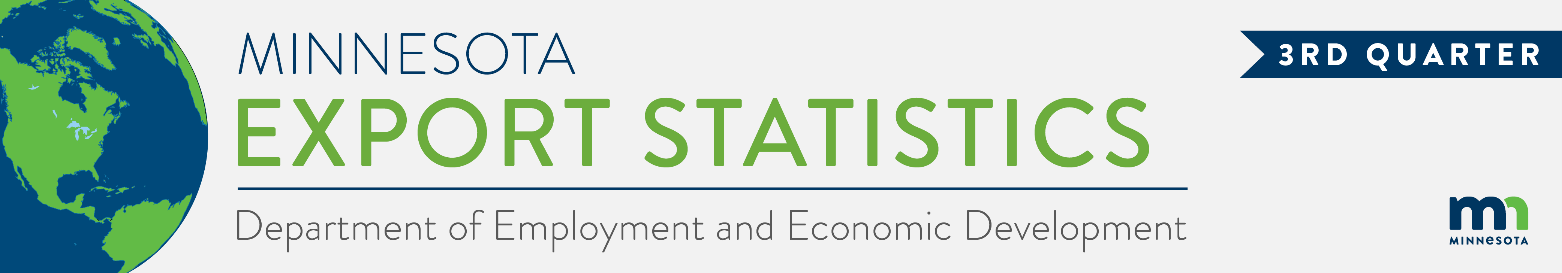 MINNESOTA
EXPORT STATISTICS
Department of Employment and Economic Development
3RD QUARTER
mn
MINNESOTA